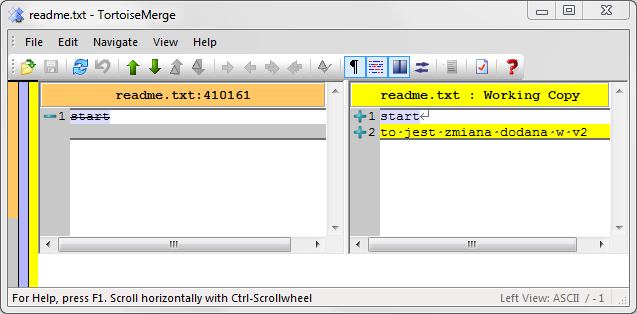 readme.txt - TortoiseMerge
File Edit Navigate View Help
readme.txt:410161
1 start
readme.txt : Working Copy
1 start
2 to·jest·zmiana·dodana·w·v2
For Help, press F1. Scroll horizontally with Ctrl-Scrollwheel
Left View: ASCII / - 1